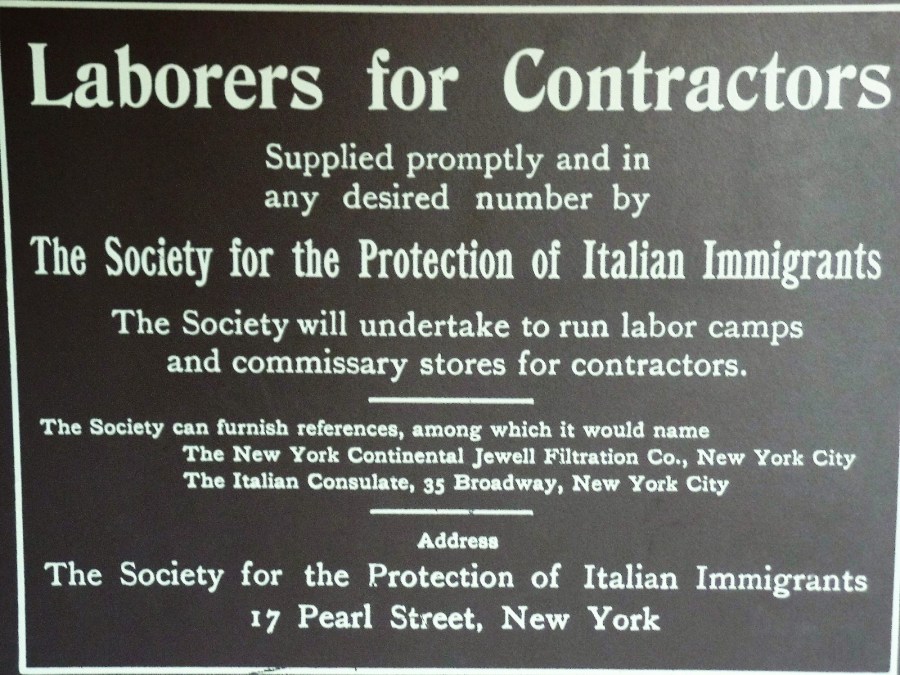 Laborers for Contractors
Supplied promptly and in
any desired number by
The Society for the Protection of Italian Immigrants
The Society will undertake to run labor camps
and commissary stores for contractors.
The Society can furnish references, among which it would name
The New York Continental Jewell Filtration Co., New York City
The Italian Consulate, 35 Broadway, New York City
Address
The Society for the Protection of Italian Immigrants
17 Pearl Street, New York